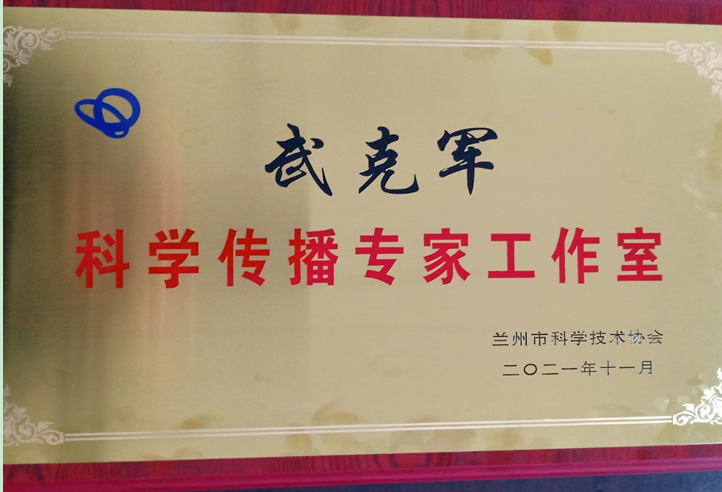 武克军
科学传播专家工作室
兰州市科学技术协会
二〇二一年十一月